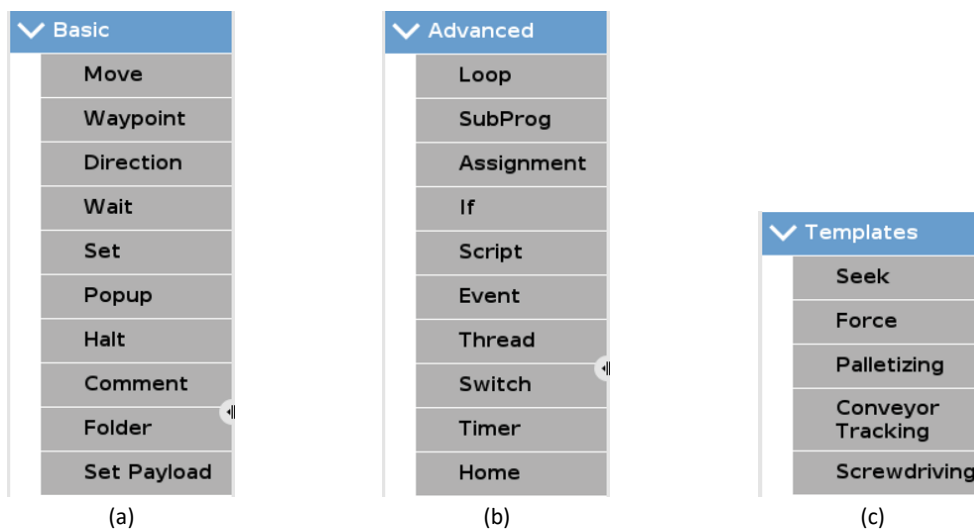 Basic
Move
Waypoint
Direction
Wait
Set
Popup
Halt
Comment
Folder
Set Payload
(a)
Advanced
Loop
SubProg
Assignment
If
Script
Event
Thread
Switch
Timer
Home
(b)
Templates
Seek
Force
Palletizing
Conveyor
Tracking
Screwdriving
(c)